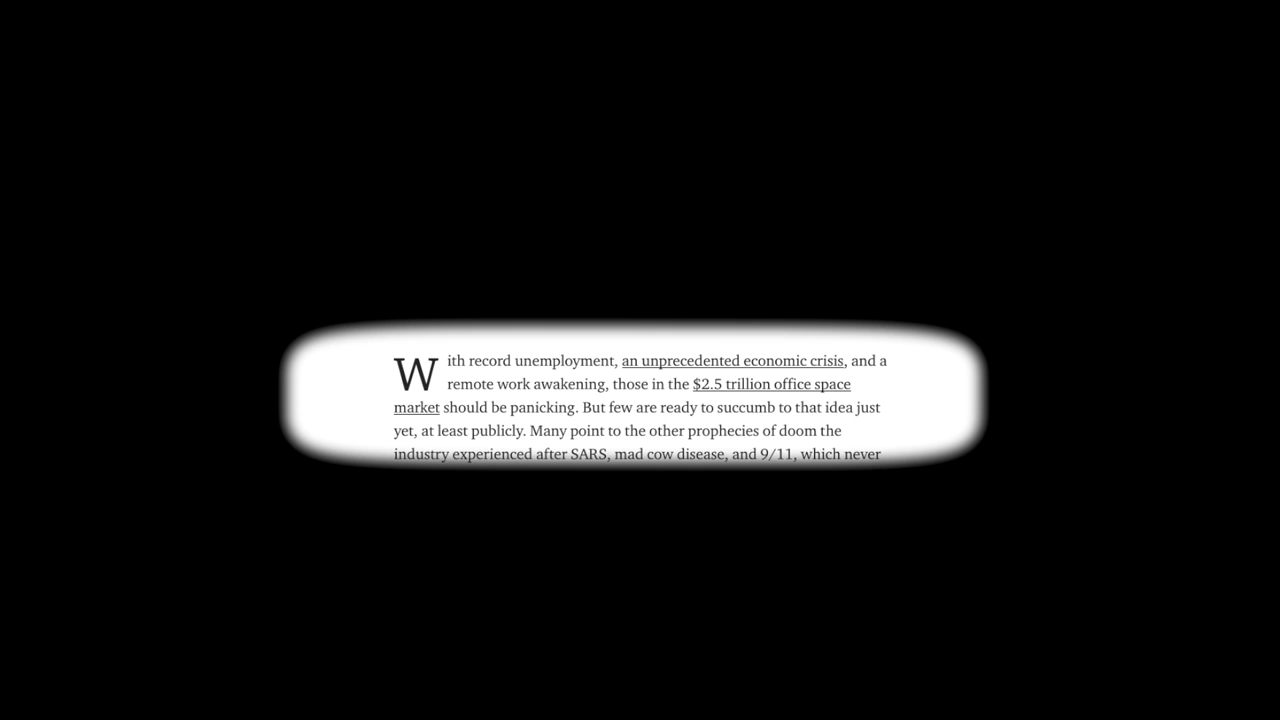 With record unemployment, an unprecedented economic crisis, and a
remote work awakening, those in the $2.5 trillion office space
market should be panicking. But few are ready to succumb to that idea just
yet, at least publicly. Many point to the other prophecies of doom the
industry experienced after SARS, mad cow disease, and 9/11, which never